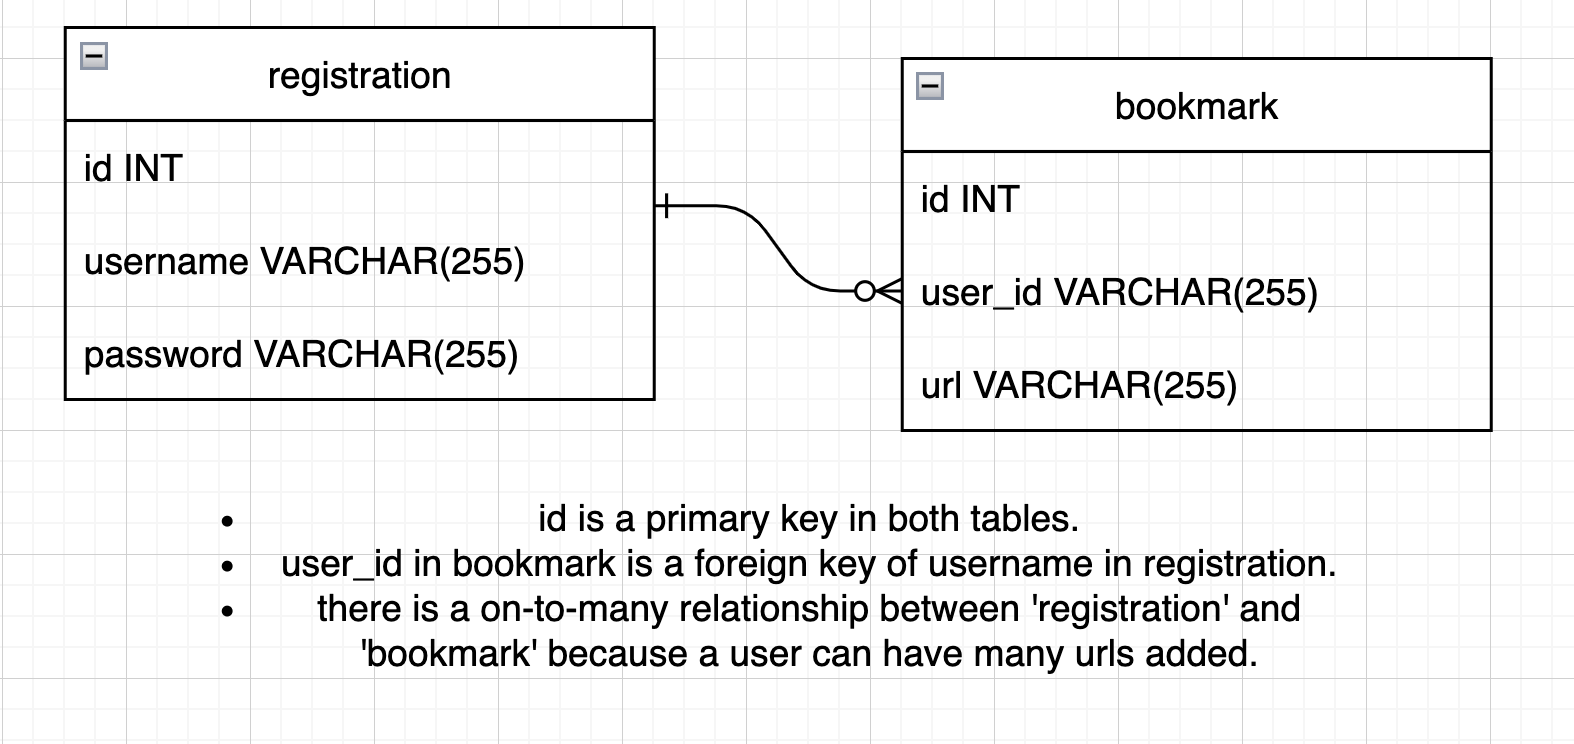 registration
id INT
username VARCHAR(255)
password VARCHAR(255)
bookmark
id INT
user_id VARCHAR(255)
url VARCHAR(255)
• id is a primary key in both tables.
• user_id in bookmark is a foreign key of username in registration.
• there is a on-to-many relationship between 'registration' and
'bookmark' because a user can have many urls added.